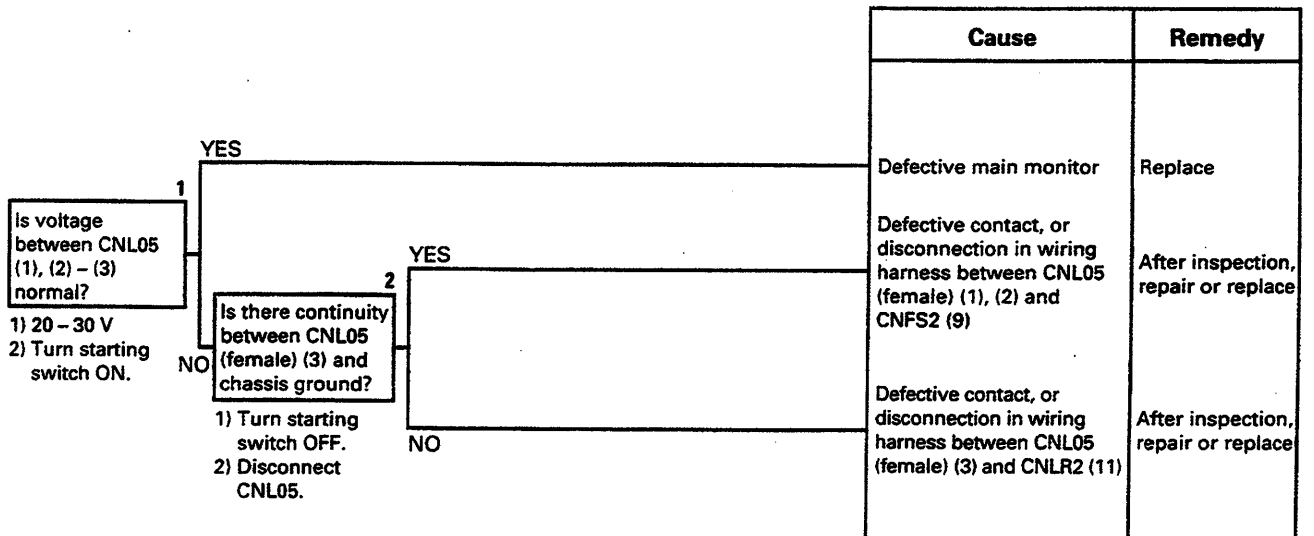 Cause
Remedy
YES
Defective main monitor
Replace
1
Is voltage
between CNL05
(1), (2) – (3)
normal?
1) 20 – 30 V
2) Turn starting
switch ON.
YES
Defective contact, or
disconnection in wiring
harness between CNL05
(female) (1), (2) and
CNFS2 (9)
After inspection,
repair or replace
2
NO
Is there continuity
between CNL05
(female) (3) and
chassis ground?
1) Turn starting
switch OFF.
2) Disconnect
CNL05.
NO
Defective contact, or
disconnection in wiring
harness between CNL05
(female) (3) and CNLR2 (11)
After inspection,
repair or replace